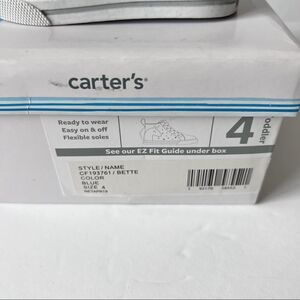 carter's
Ready to wear
Easy on & off
Flexible soles
4
toddler
See our EZ Fit Guide under box
STYLE / NAME
CF193761 / BETTE
COLOR
BLUE
SIZE 4